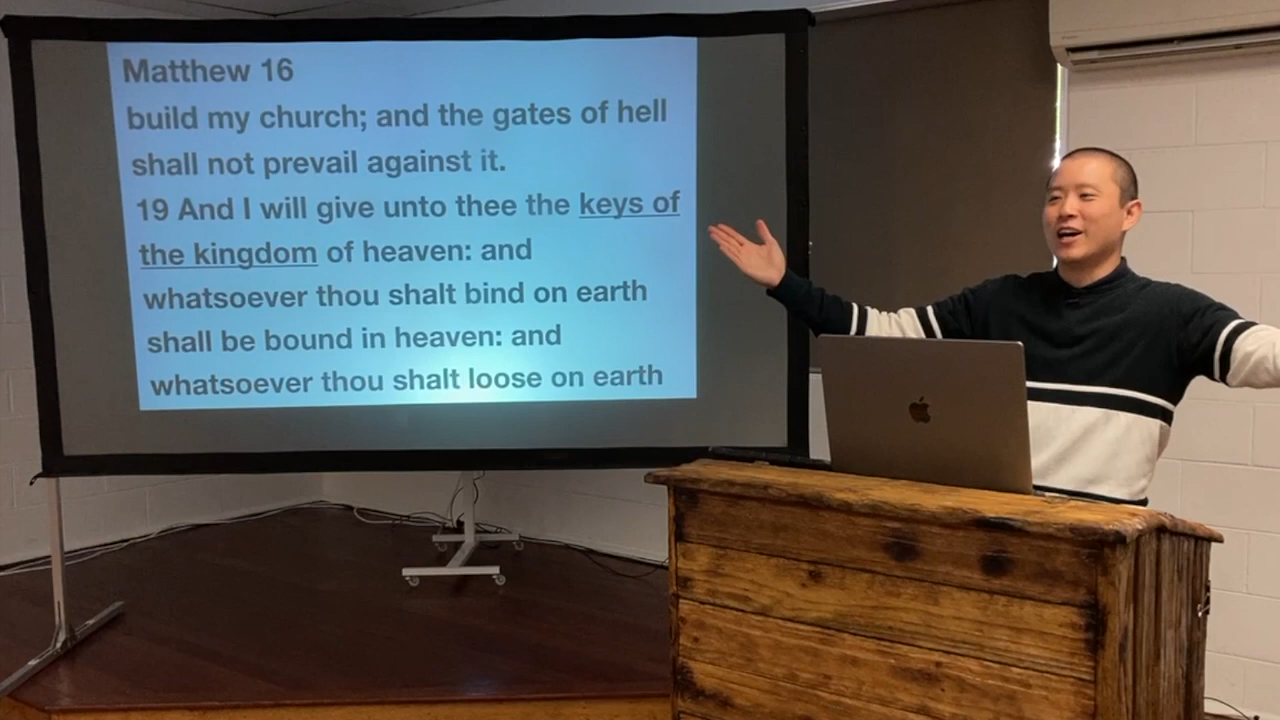 Matthew 16
build my church; and the gates of hell
shall not prevail against it.
19 And I will give unto thee the keys of
the kingdom of heaven: and
whatsoever thou shalt bind on earth
shall be bound in heaven: and
whatsoever thou shalt loose on earth